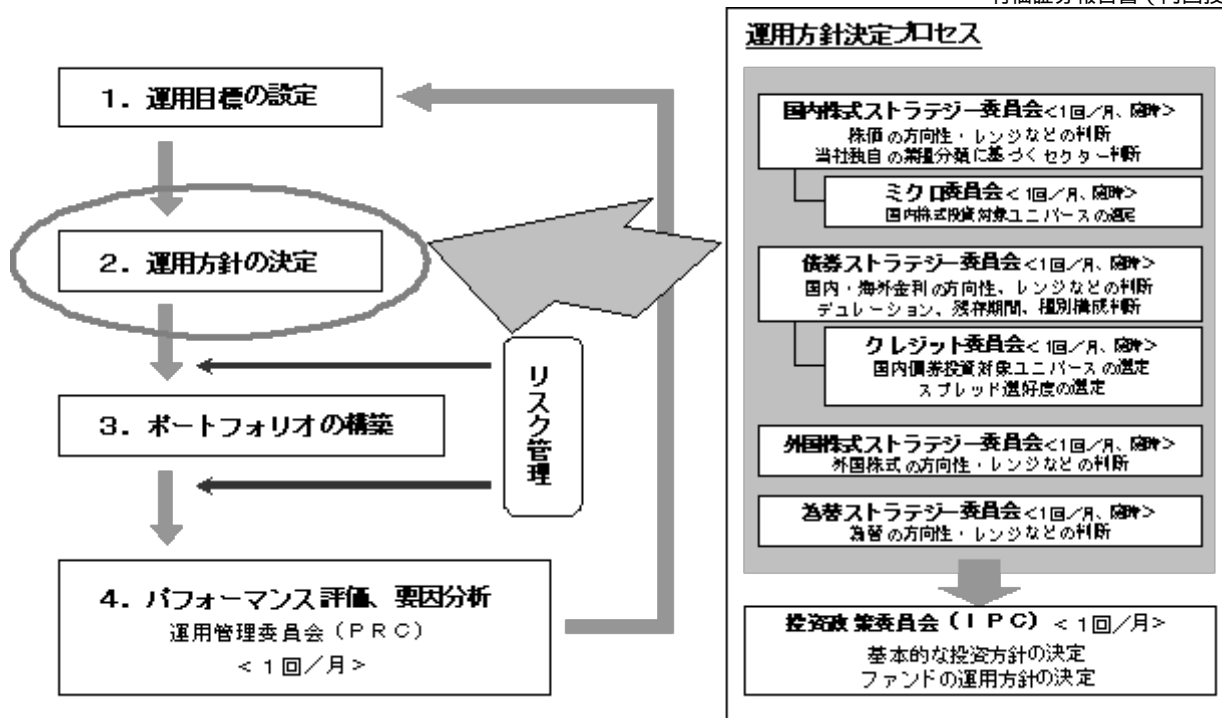 有価証券報告書(内国投
1. 運用目標の設定
2. 運用方針の決定
3. ポートフォリオの構築
4. パフォーマンス評価、要因分析
運用管理委員会(PRC)
<1回/月>
リスク管理
運用方針決定プロセス
国内株式ストラテジー委員会<1回/月、随時>
株価の方向性・レンジなどの判断
当社独自の業種分類に基づくセクター判断
ミクロ委員会<1回/月、随時>
国内株式投資対象ユニバースの選定
債券ストラテジー委員会<1回/月、随時>
国内・海外金利の方向性、レンジなどの判断
デュレーション、残存期間、種別構成判断
クレジット委員会<1回/月、随時>
国内債券投資対象ユニバースの選定
スプレッド選好度の選定
外国株式ストラテジー委員会<1回/月、随時>
外国株式の方向性・レンジなどの判断
為替ストラテジー委員会<1回/月、随時>
為替の方向性・レンジなどの判断
投資政策委員会(IPC)<1回/月>
基本的な投資方針の決定
ファンドの運用方針の決定